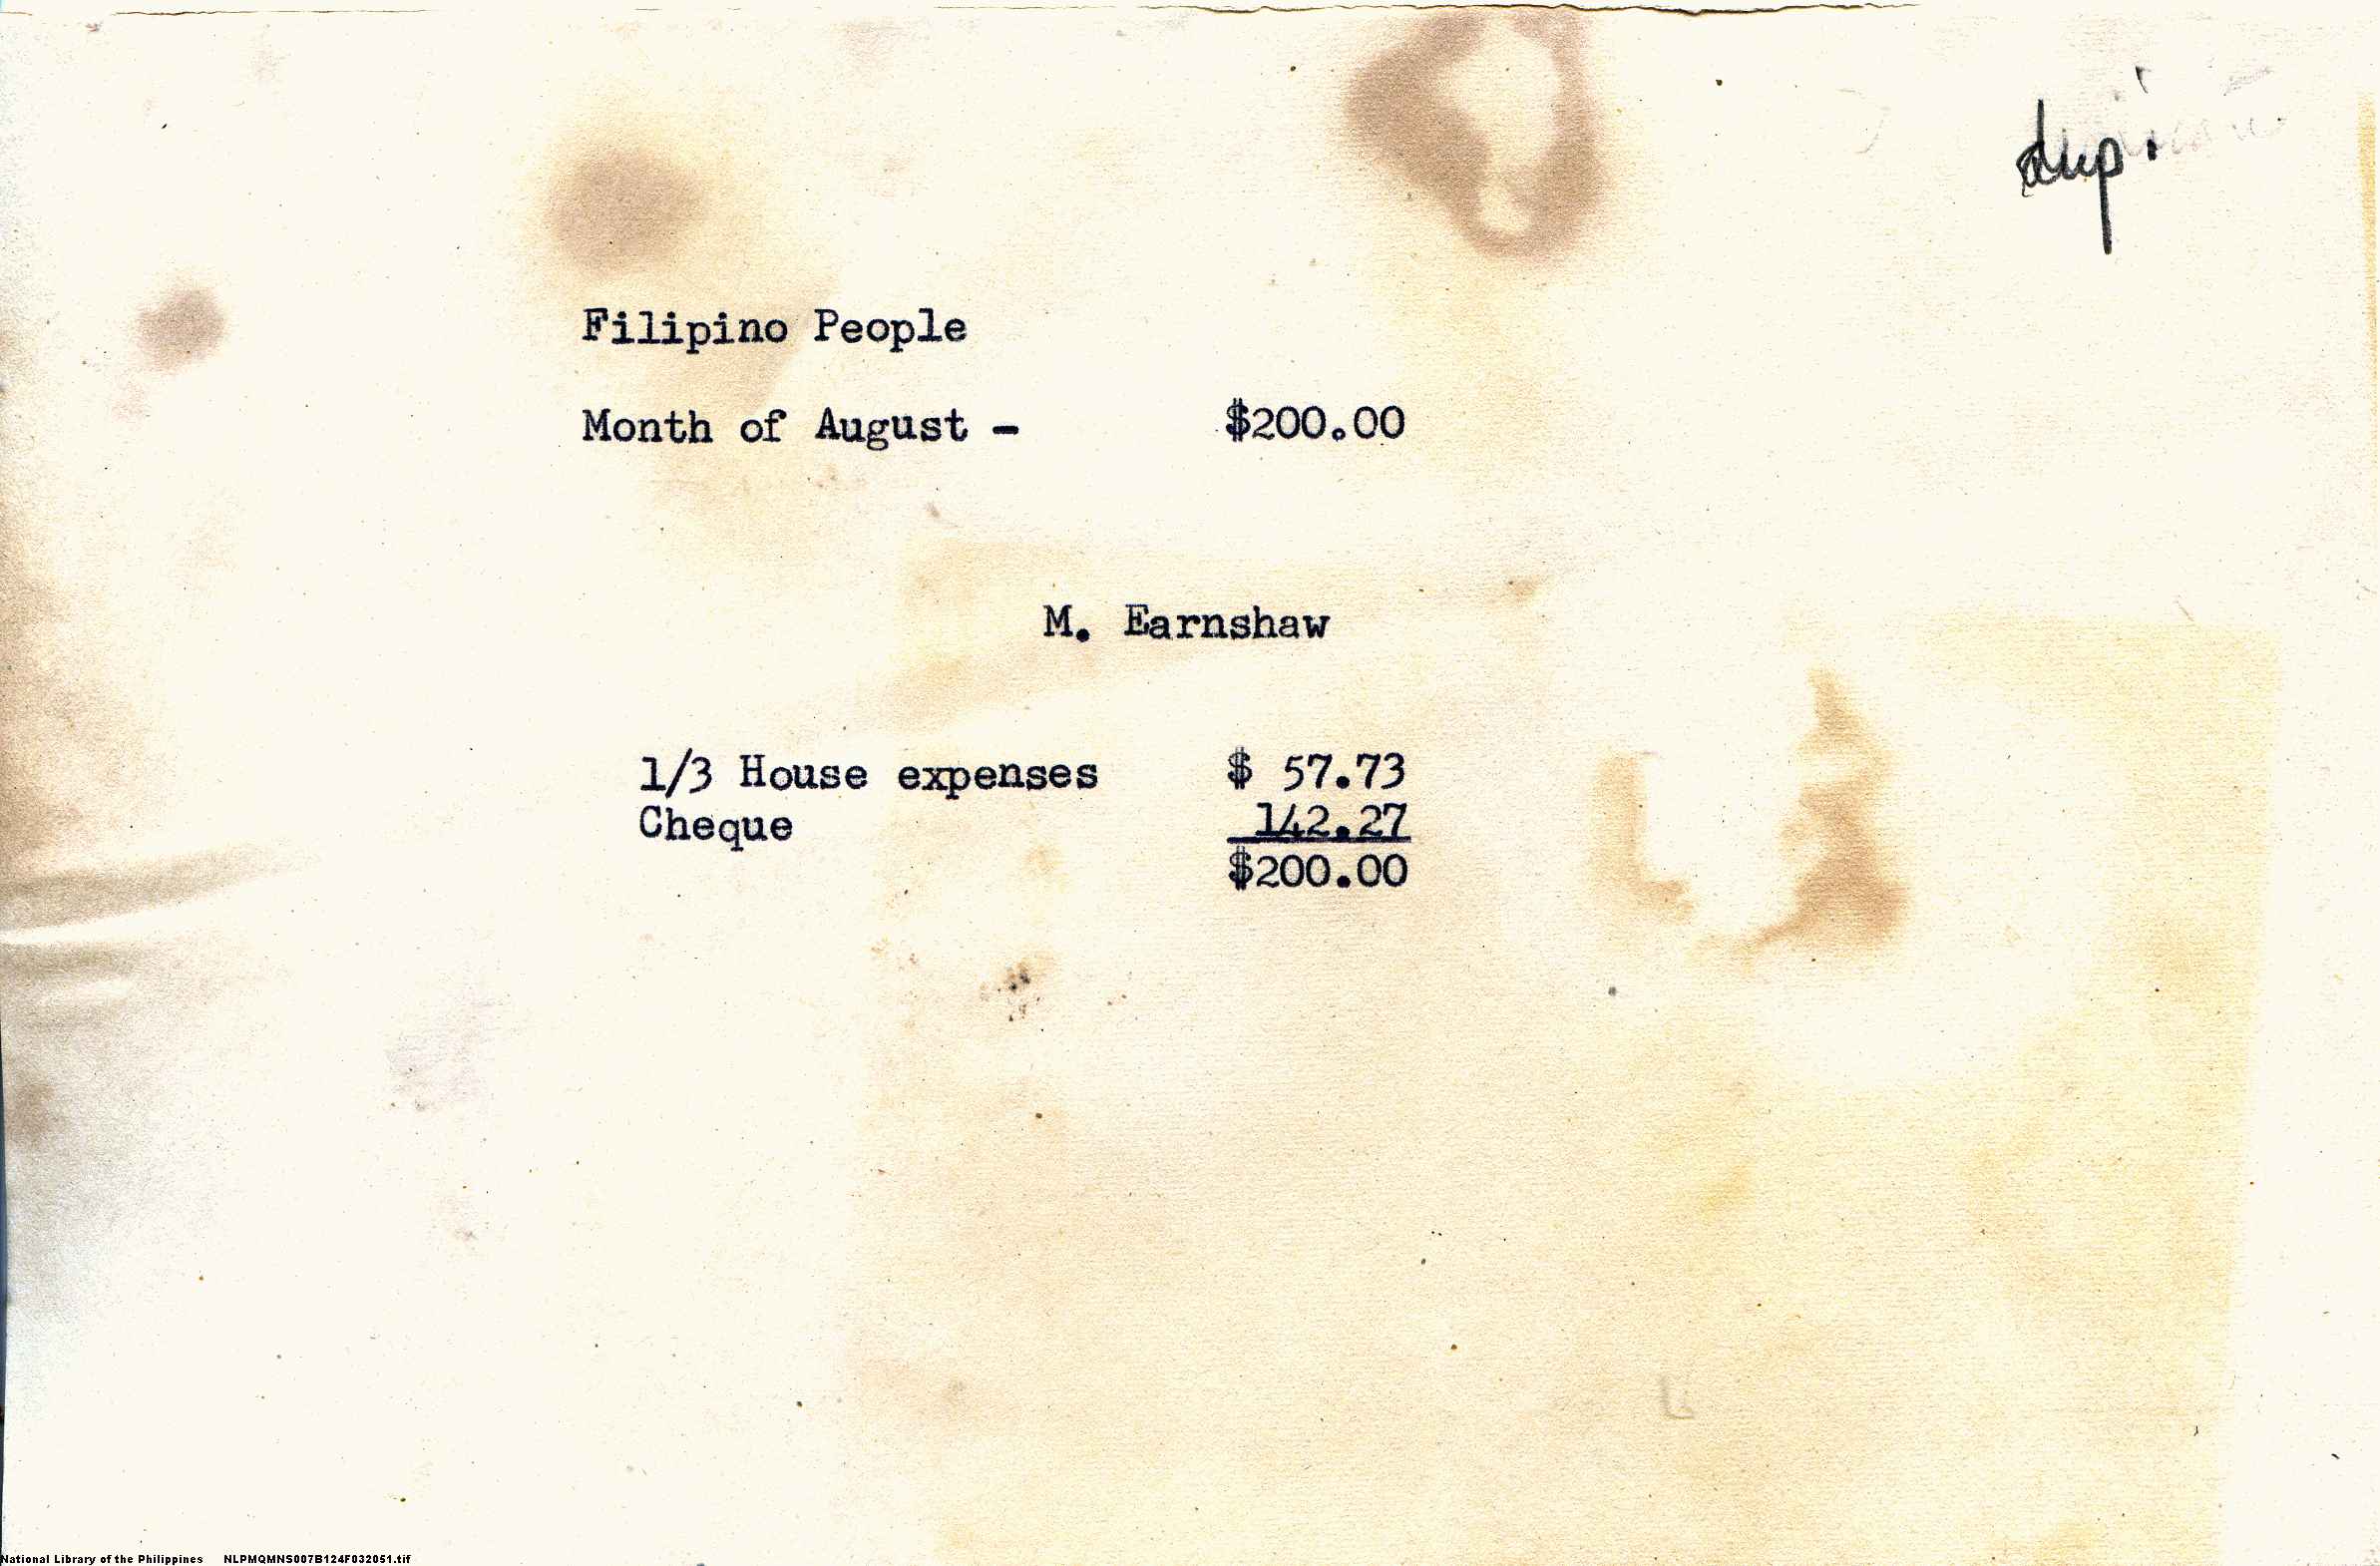 dup.
Filipino People
Month of August - $200.00
M. Earnshaw
1/3 House expenses $ 57.73
Cheque 142.27
$200.00
National Library of the Philippines NLPMQMNS007B124F032051.tif